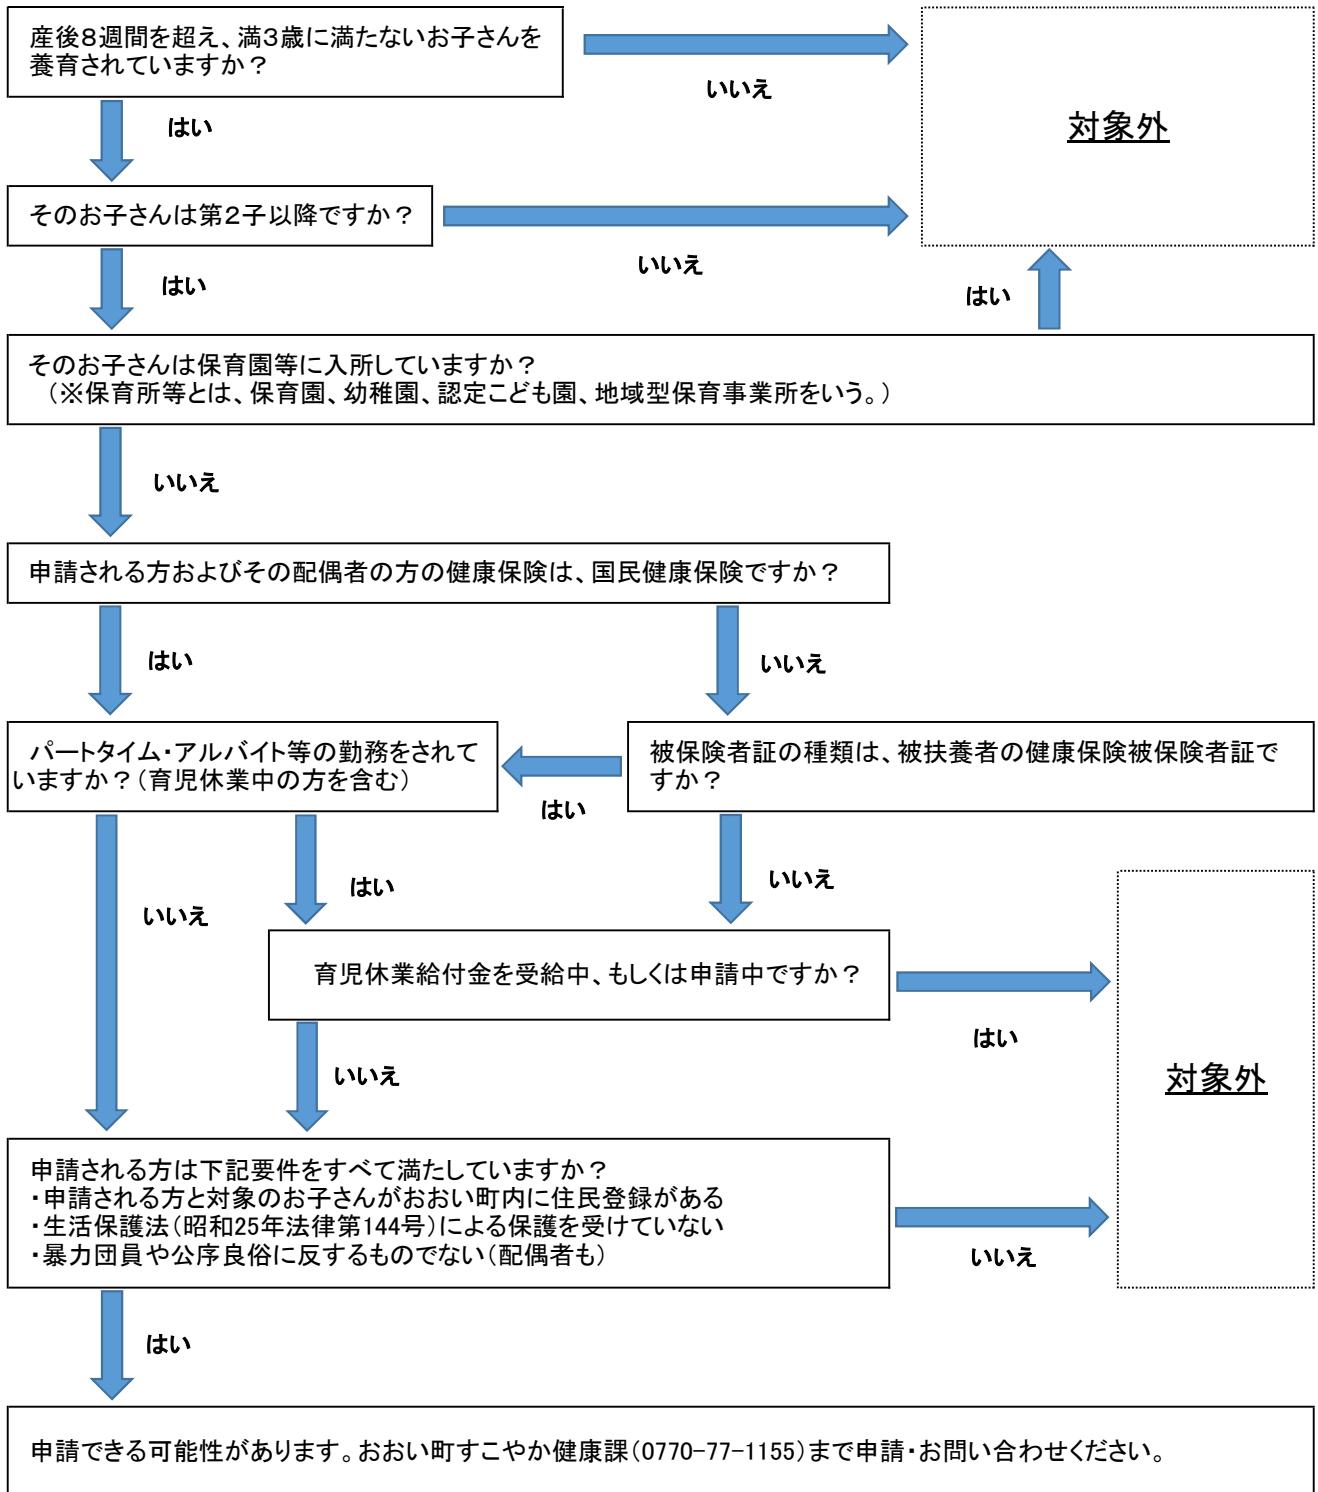 産後８週間を超え、満３歳に満たないお子さんを
養育されていますか？
いいえ
対象外
はい
そのお子さんは第２子以降ですか？
いいえ
はい
はい
そのお子さんは保育園等に入所していますか？
（※保育所等とは、保育園、幼稚園、認定こども園、地域型保育事業所をいう。）
いいえ
申請される方およびその配偶者の方の健康保険は、国民健康保険ですか？
はい
いいえ
パートタイム・アルバイト等の勤務をされて
いますか？（育児休業中の方を含む）
被保険者証の種類は、被扶養者の健康保険被保険者証で
すか？
はい
はい
いいえ
いいえ
育児休業給付金を受給中、もしくは申請中ですか？
はい
いいえ
対象外
申請される方は下記要件をすべて満たしていますか？
・申請される方と対象のお子さんがおおい町内に住民登録がある
・生活保護法（昭和25年法律第144号）による保護を受けていない
・暴力団員や公序良俗に反するものでない（配偶者も）
いいえ
はい
申請できる可能性があります。おおい町すこやか健康課（0770-77-1155）まで申請・お問い合わせください。